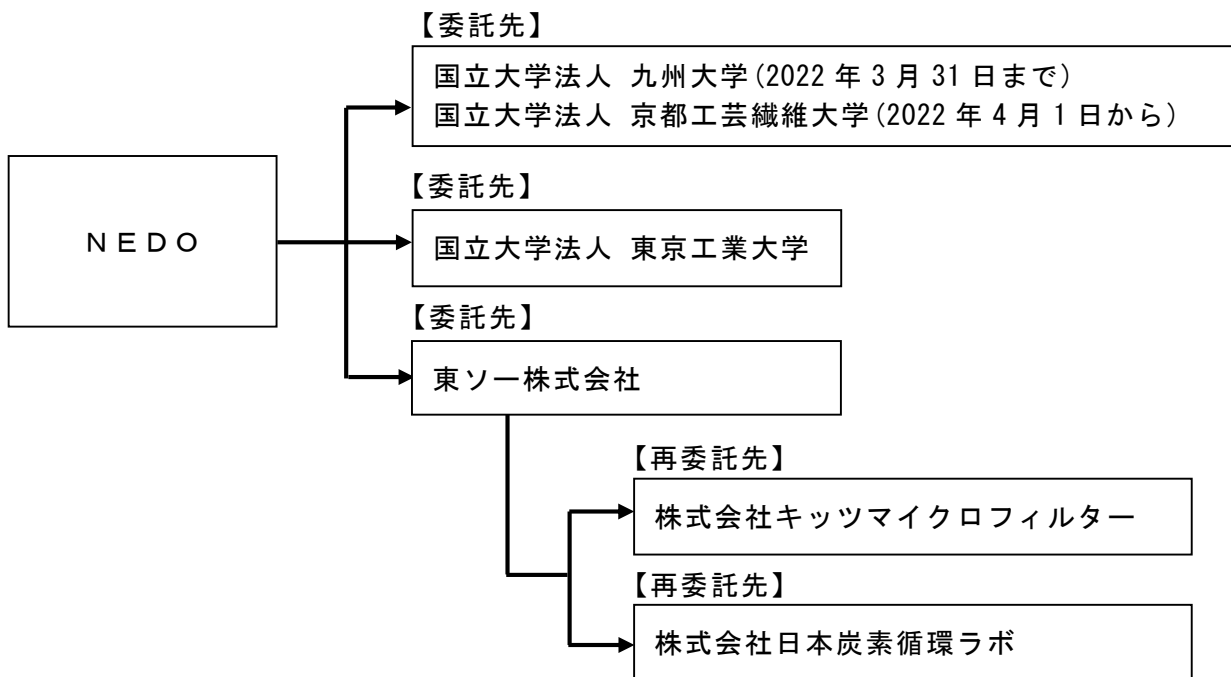 【委託先】
国立大学法人 九州大学(2022 年 3 月 31 日まで)
国立大学法人 京都工芸繊維大学(2022 年 4 月 1 日から)
NEDO
【委託先】
国立大学法人 東京工業大学
【委託先】
東ソー株式会社
【再委託先】
株式会社キッツマイクロフィルター
【再委託先】
株式会社日本炭素循環ラボ